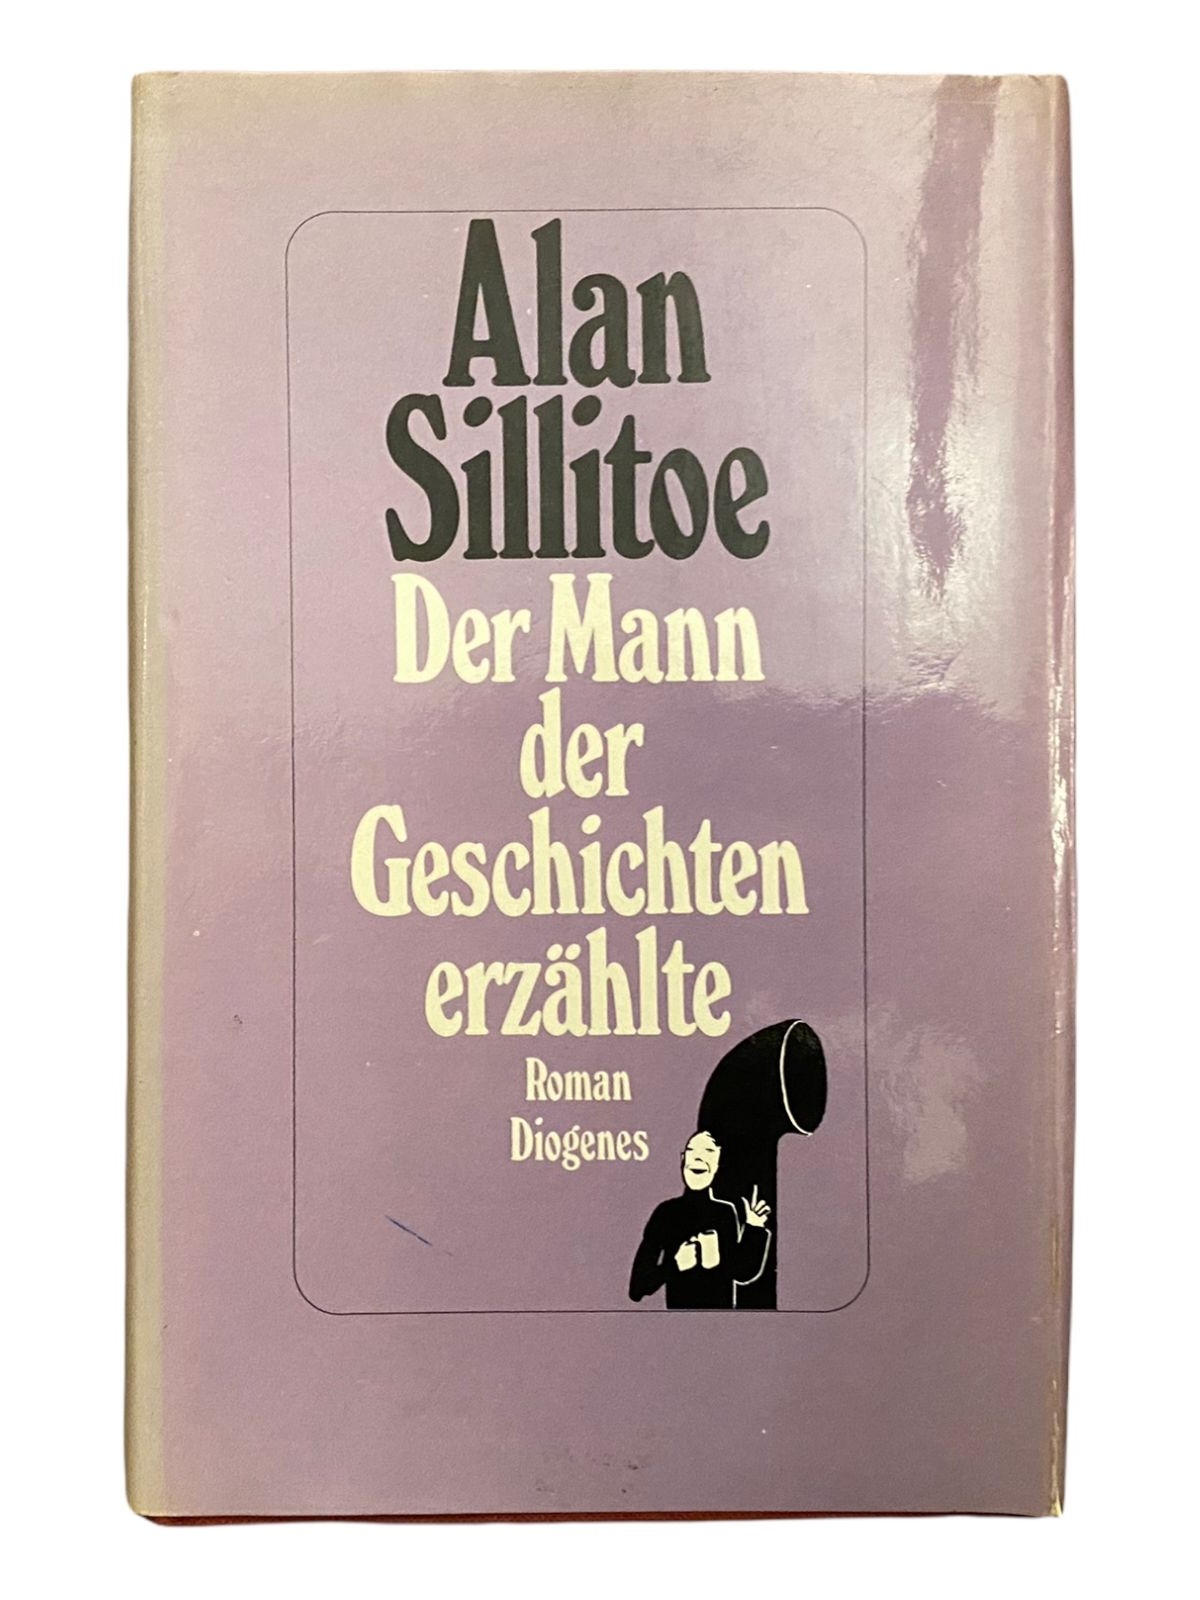 Alan
Sillitoe
Der Mann
der
Geschichten
erzählte
Roman
Diogenes